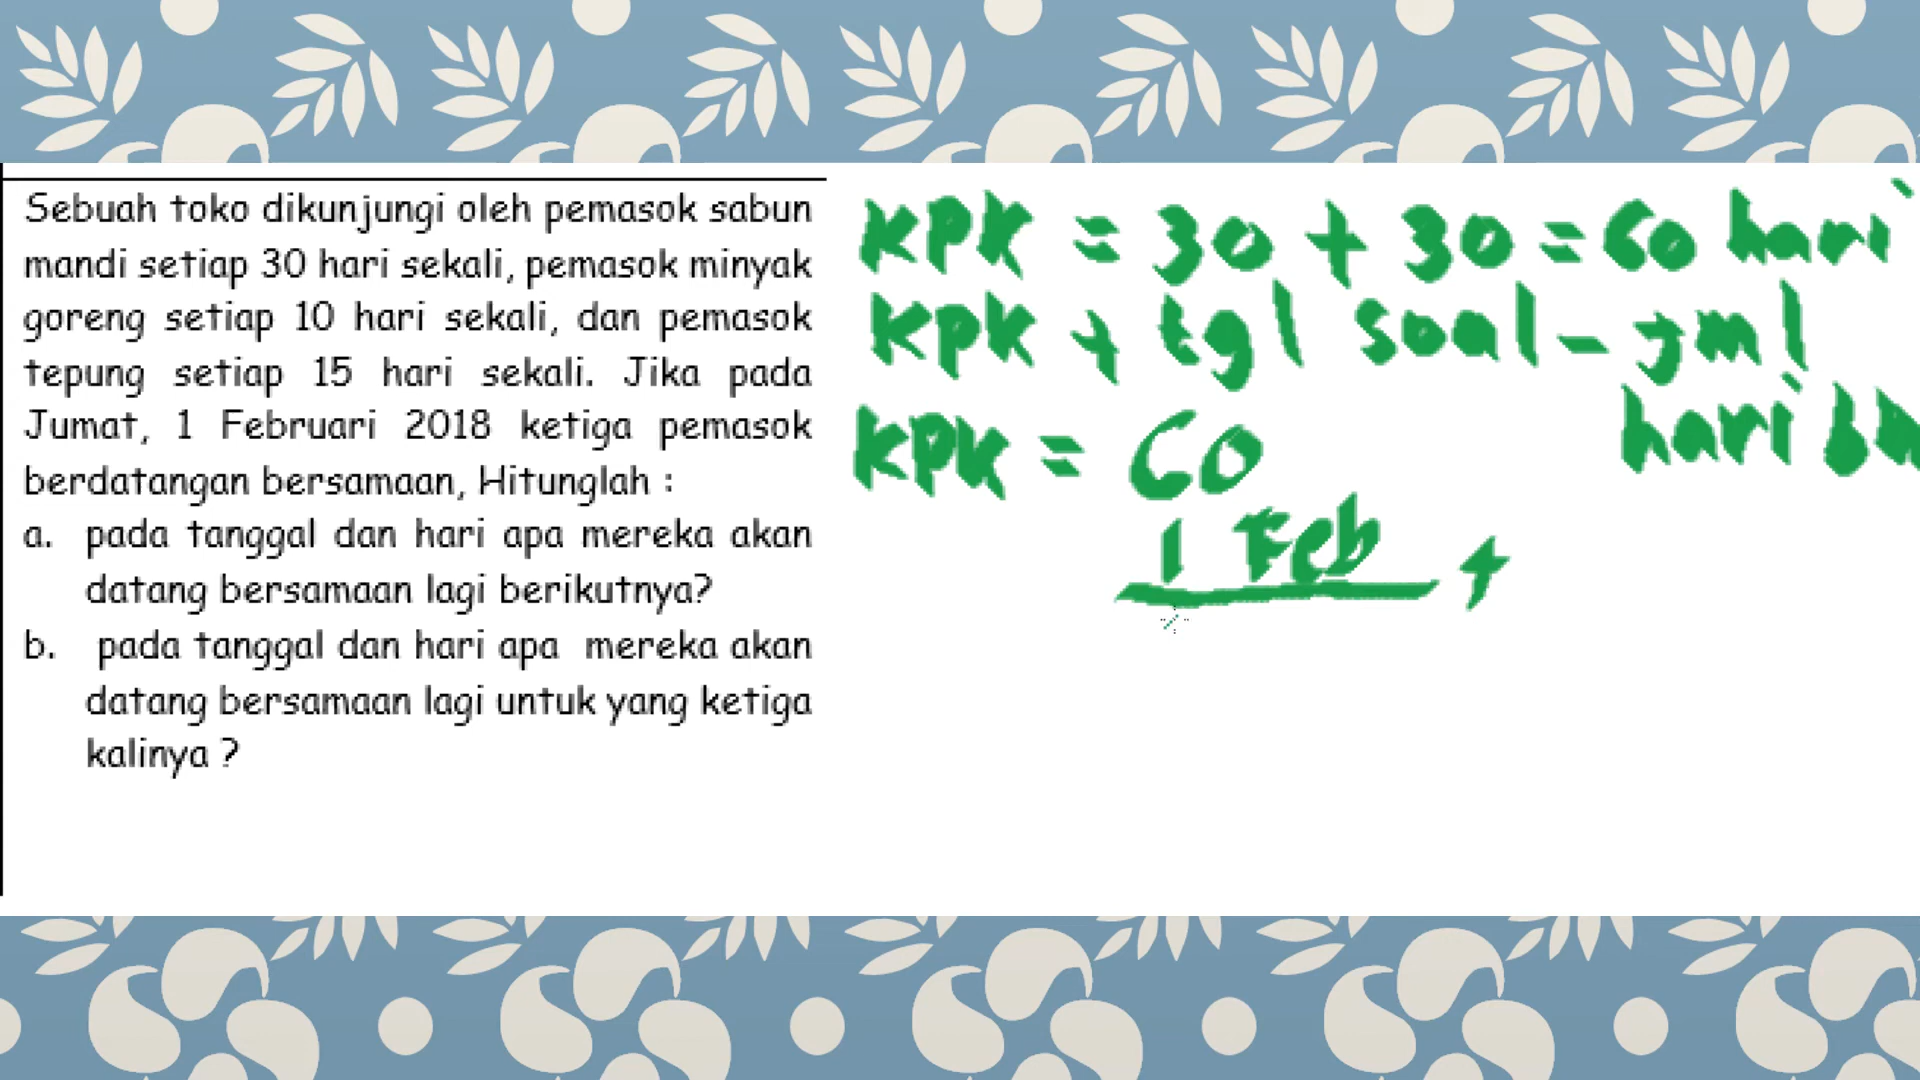 Sebuah toko dikunjungi oleh pemasok sabun
mandi setiap 30 hari sekali, pemasok minyak
goreng setiap 10 hari sekali, dan pemasok
tepung setiap 15 hari sekali. Jika pada
Jumat, 1 Februari 2018 ketiga pemasok
berdatangan bersamaan, Hitunglah :
a. pada tanggal dan hari apa mereka akan
datang bersamaan lagi berikutnya?
b. pada tanggal dan hari apa mereka akan
datang bersamaan lagi untuk yang ketiga
kalinya ?
KPK = 30 + 30 = 60 hari
KPK + tgl soal - jml
hari
KPK = 60
1 Feb +